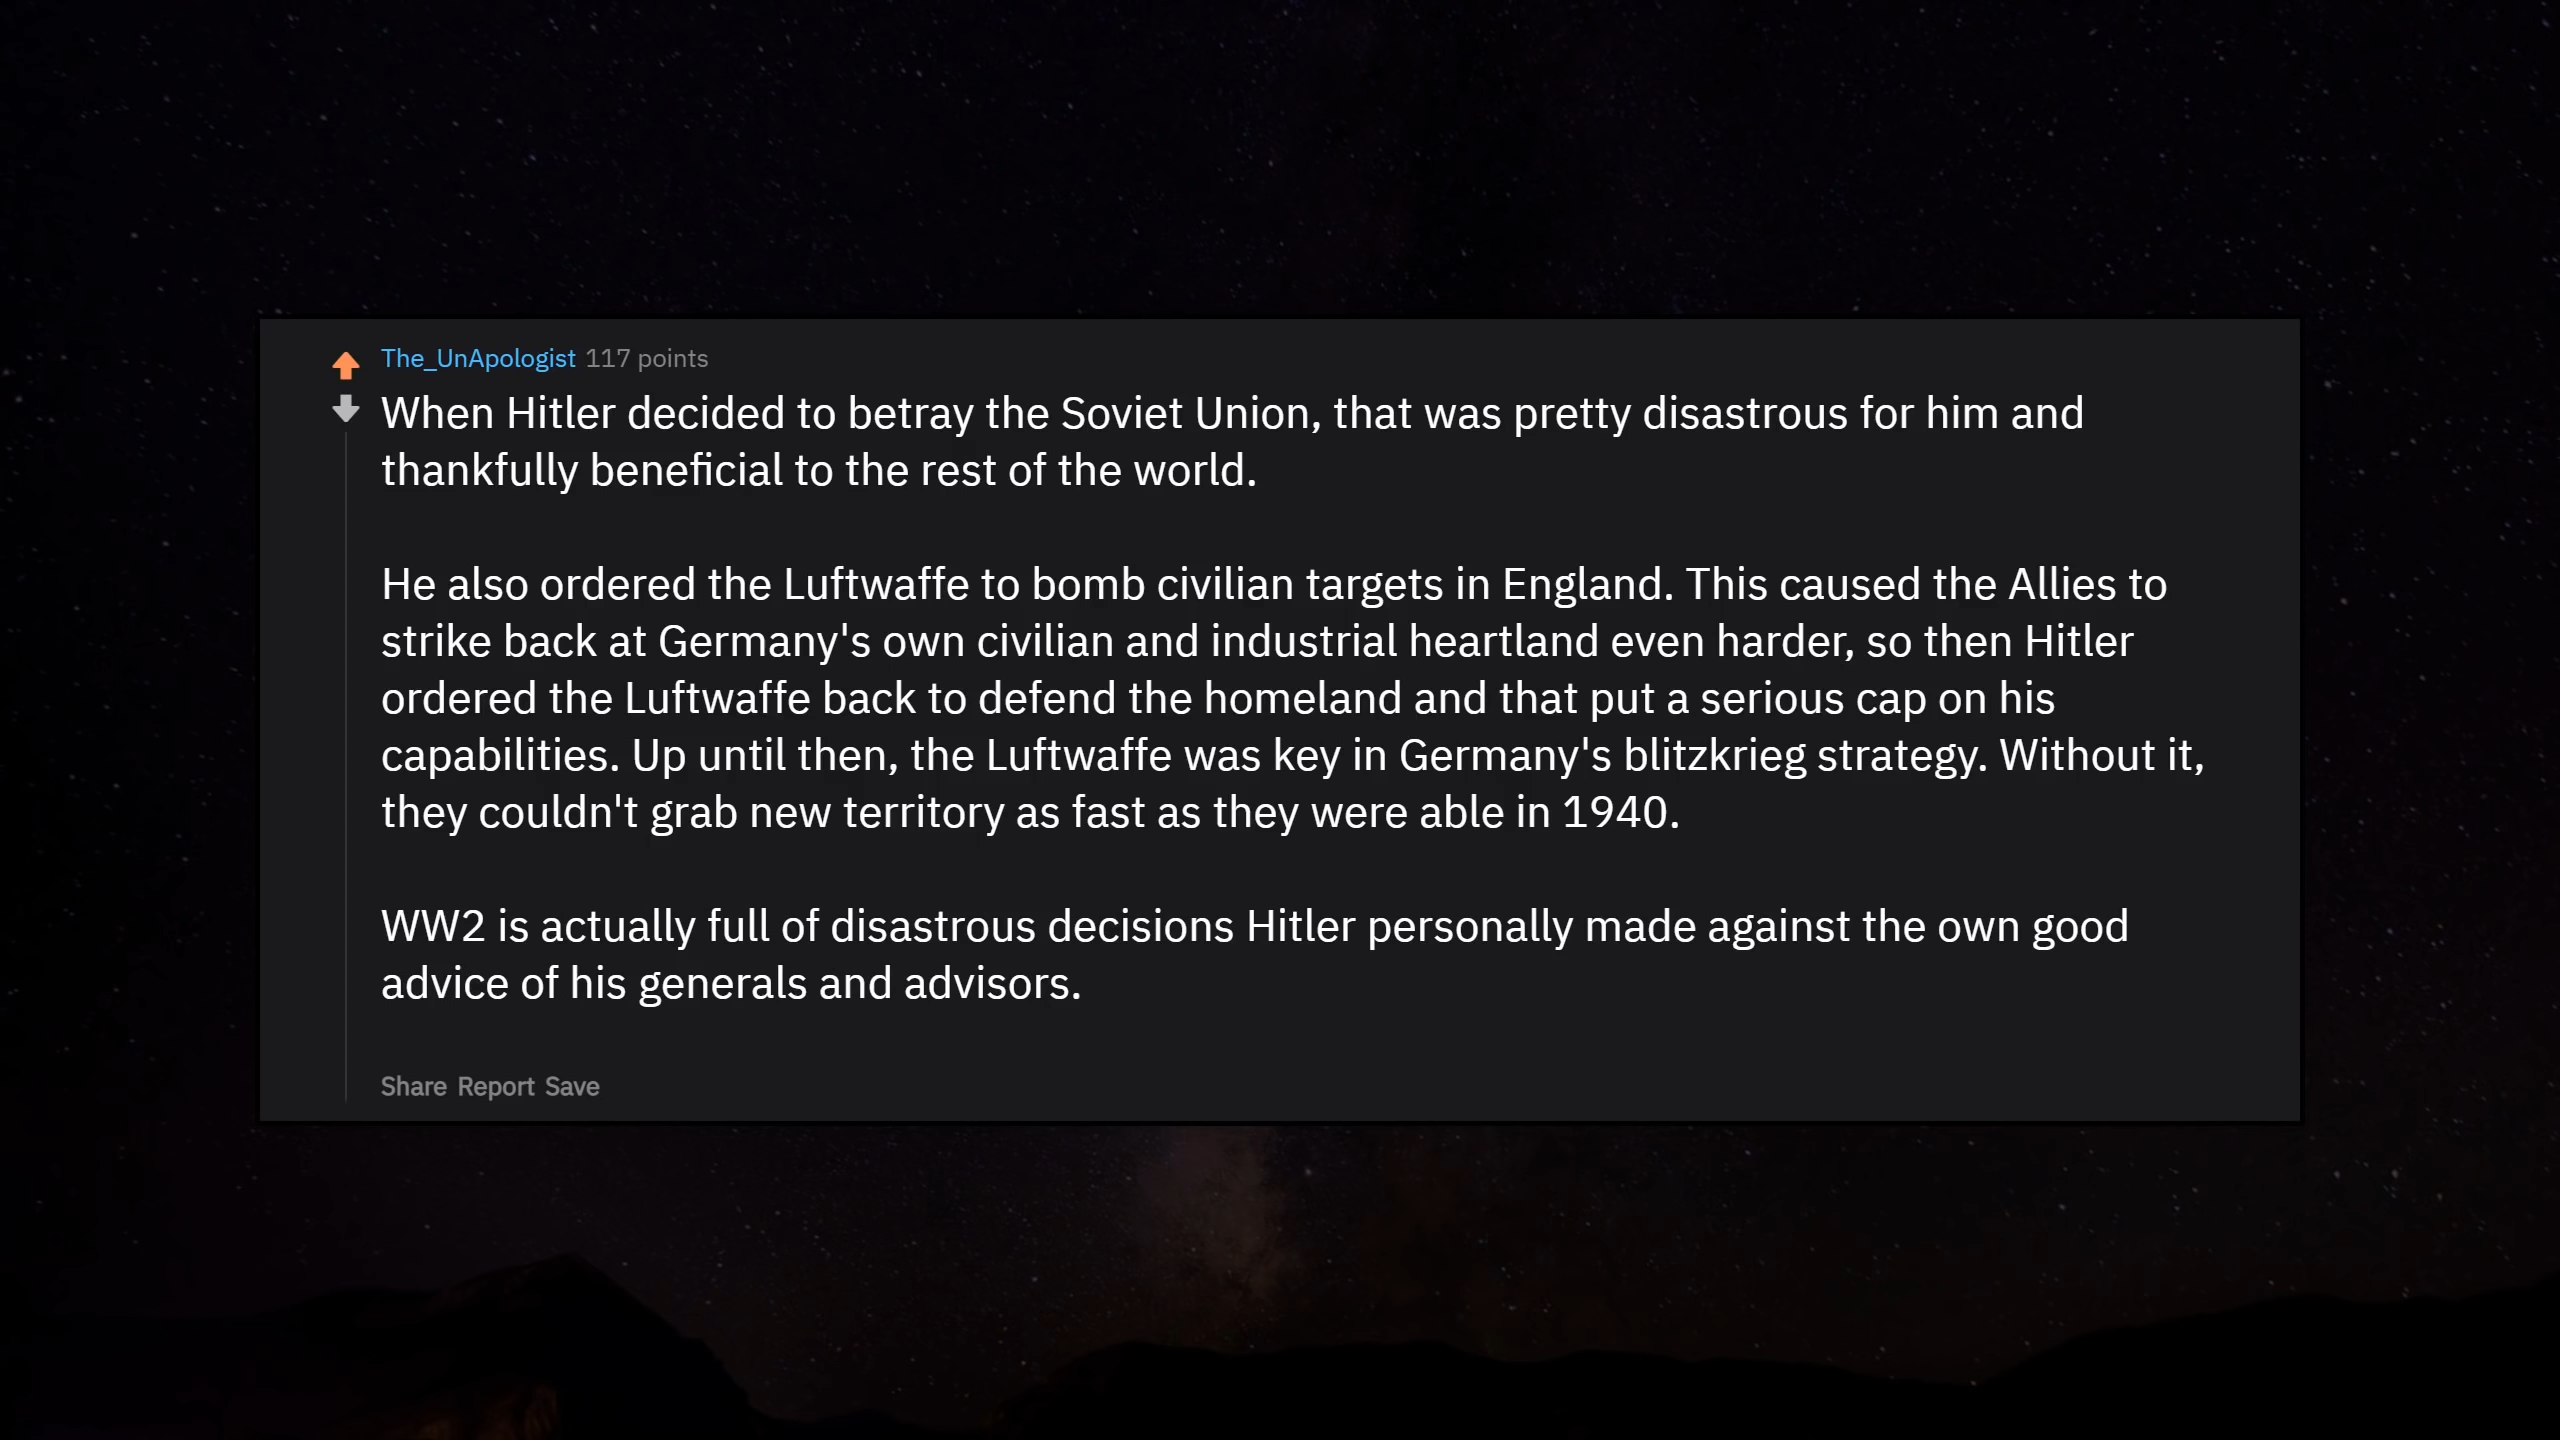 The_UnApologist 117 points
When Hitler decided to betray the Soviet Union, that was pretty disastrous for him and
thankfully beneficial to the rest of the world.
He also ordered the Luftwaffe to bomb civilian targets in England. This caused the Allies to
strike back at Germany's own civilian and industrial heartland even harder, so then Hitler
ordered the Luftwaffe back to defend the homeland and that put a serious cap on his
capabilities. Up until then, the Luftwaffe was key in Germany's blitzkrieg strategy. Without it,
they couldn't grab new territory as fast as they were able in 1940.
WW2 is actually full of disastrous decisions Hitler personally made against the own good
advice of his generals and advisors.
Share Report Save